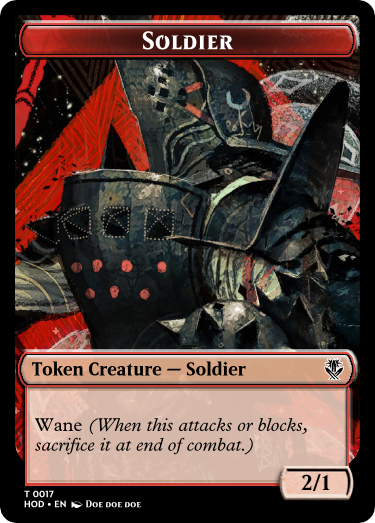 SOLDIER
Token Creature — Soldier
Wane (When this attacks or blocks,
sacrifice it at end of combat.)
2/1
T 0017
HOD • EN DOE DOE DOE